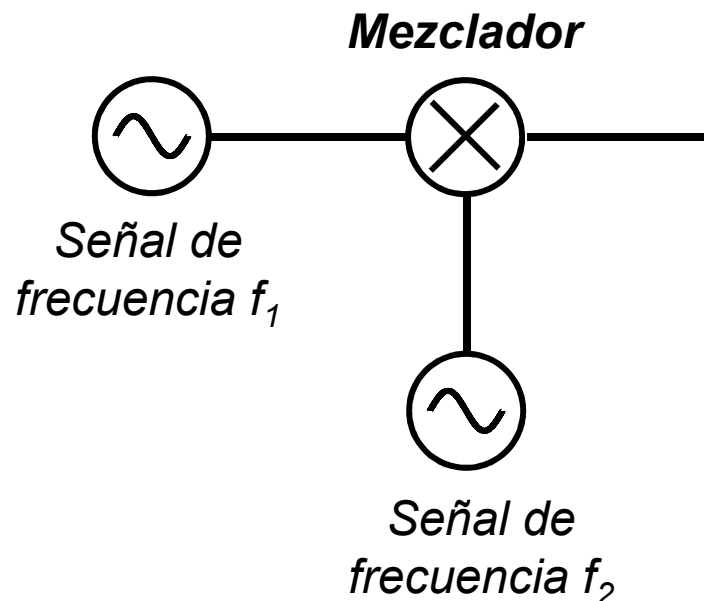 Mezclador
Señal de
frecuencia f₁
Señal de
frecuencia f₂